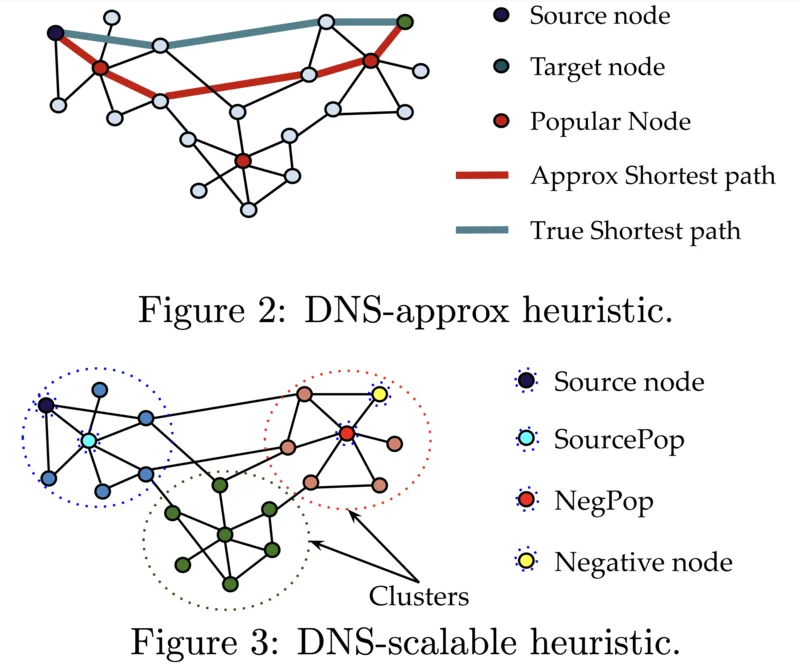 Source node
Target node
Popular Node
Approx Shortest path
True Shortest path
Figure 2: DNS-approx heuristic.
Source node
SourcePop
NegPop
Negative node
Clusters
Figure 3: DNS-scalable heuristic.